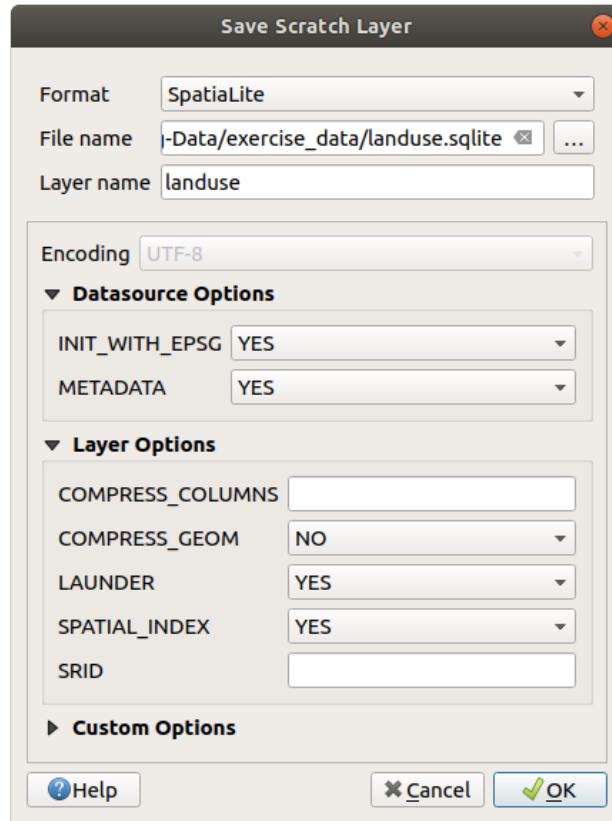 Save Scratch Layer
Format SpatiaLite
File name -Data/exercise_data/landuse.sqlite ...
Layer name landuse
Encoding UTF-8
Datasource Options
INIT_WITH_EPSG YES
METADATA YES
Layer Options
COMPRESS_COLUMNS
COMPRESS_GEOM NO
LAUNDER YES
SPATIAL_INDEX YES
SRID
Custom Options
Help Cancel OK